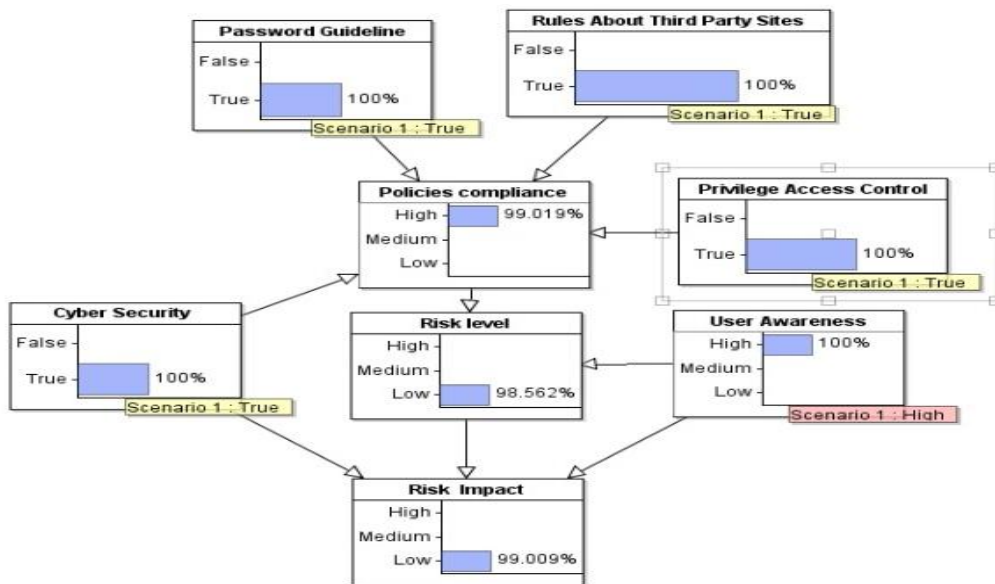 Password Guideline
False
True
100%
Scenario 1 : True
Rules About Third Party Sites
False
True
100%
Scenario 1 : True
Policies compliance
High
99.019%
Medium
Low
Privilege Access Control
False
True
100%
Scenario 1 : True
Cyber Security
False
True
100%
Scenario 1 : True
Risk level
High
Medium
Low
98.562%
User Awareness
High
100%
Medium
Low
Scenario 1 : High
Risk Impact
High
Medium
Low
99.009%